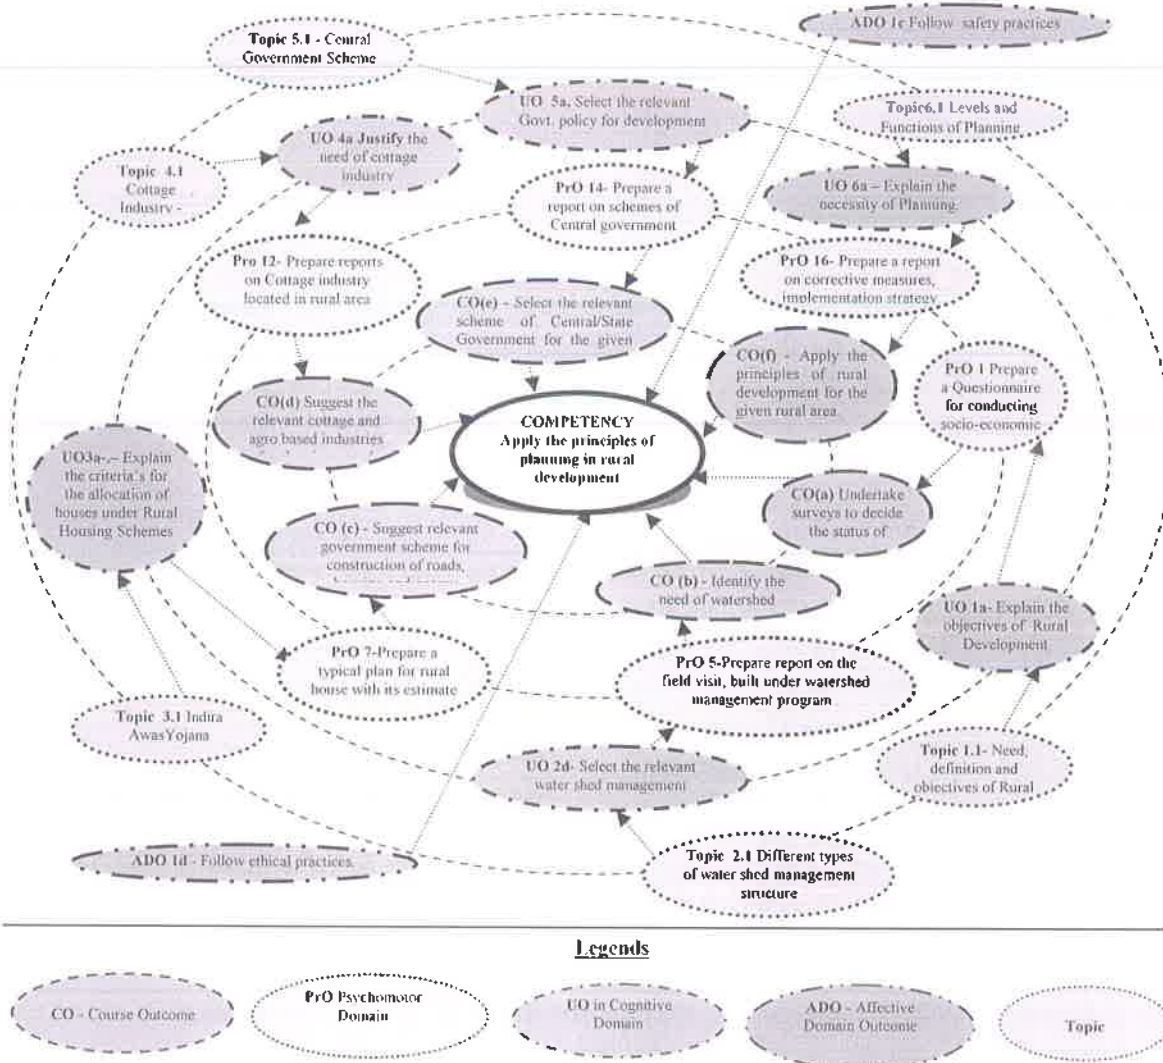 ADO 1c Follow safety practices
Topic 5.1 - Central
Government Scheme
UO 5a. Select the relevant
Govt. policy for development
Topic6.1 Levels and
Functions of Planning
UO 4a Justify the
need of cottage
industry
Topic 4.1
Cottage
Industry -
PrO 14- Prepare a
report on schemes of
Central government
UO 6a – Explain the
necessity of Planning.
Pro 12- Prepare reports
on Cottage industry
located in rural area
PrO 16- Prepare a report
on corrective measures,
implementation strategy
CO(e) - Select the relevant
scheme of Central/State
Government for the given
CO(f) - Apply the
principles of rural
development for the
given rural area
PrO 1 Prepare
a Questionnaire
for conducting
socio-economic
CO(d) Suggest the
relevant cottage and
agro based industries
COMPETENCY
Apply the principles of
planning in rural
development
UO3a-.– Explain
the criteria's for
the allocation of
houses under Rural
Housing Schemes
CO(a) Undertake
surveys to decide
the status of
CO (c) - Suggest relevant
government scheme for
construction of roads,
CO (b) - Identify the
need of watershed
UO 1a- Explain the
objectives of Rural
Development
PrO 7-Prepare a
typical plan for rural
house with its estimate
PrO 5-Prepare report on the
field visit, built under watershed
management program
Topic 3.1 Indira
AwasYojana
Topic 1.1- Need,
definition and
objectives of Rural
UO 2d- Select the relevant
water shed management
ADO 1d - Follow ethical practices.
Topic 2.1 Different types
of water shed management
structure
Legends
CO - Course Outcome
PrO Psychomotor
Domain
UO in Cognitive
Domain
ADO - Affective
Domain Outcome
Topic